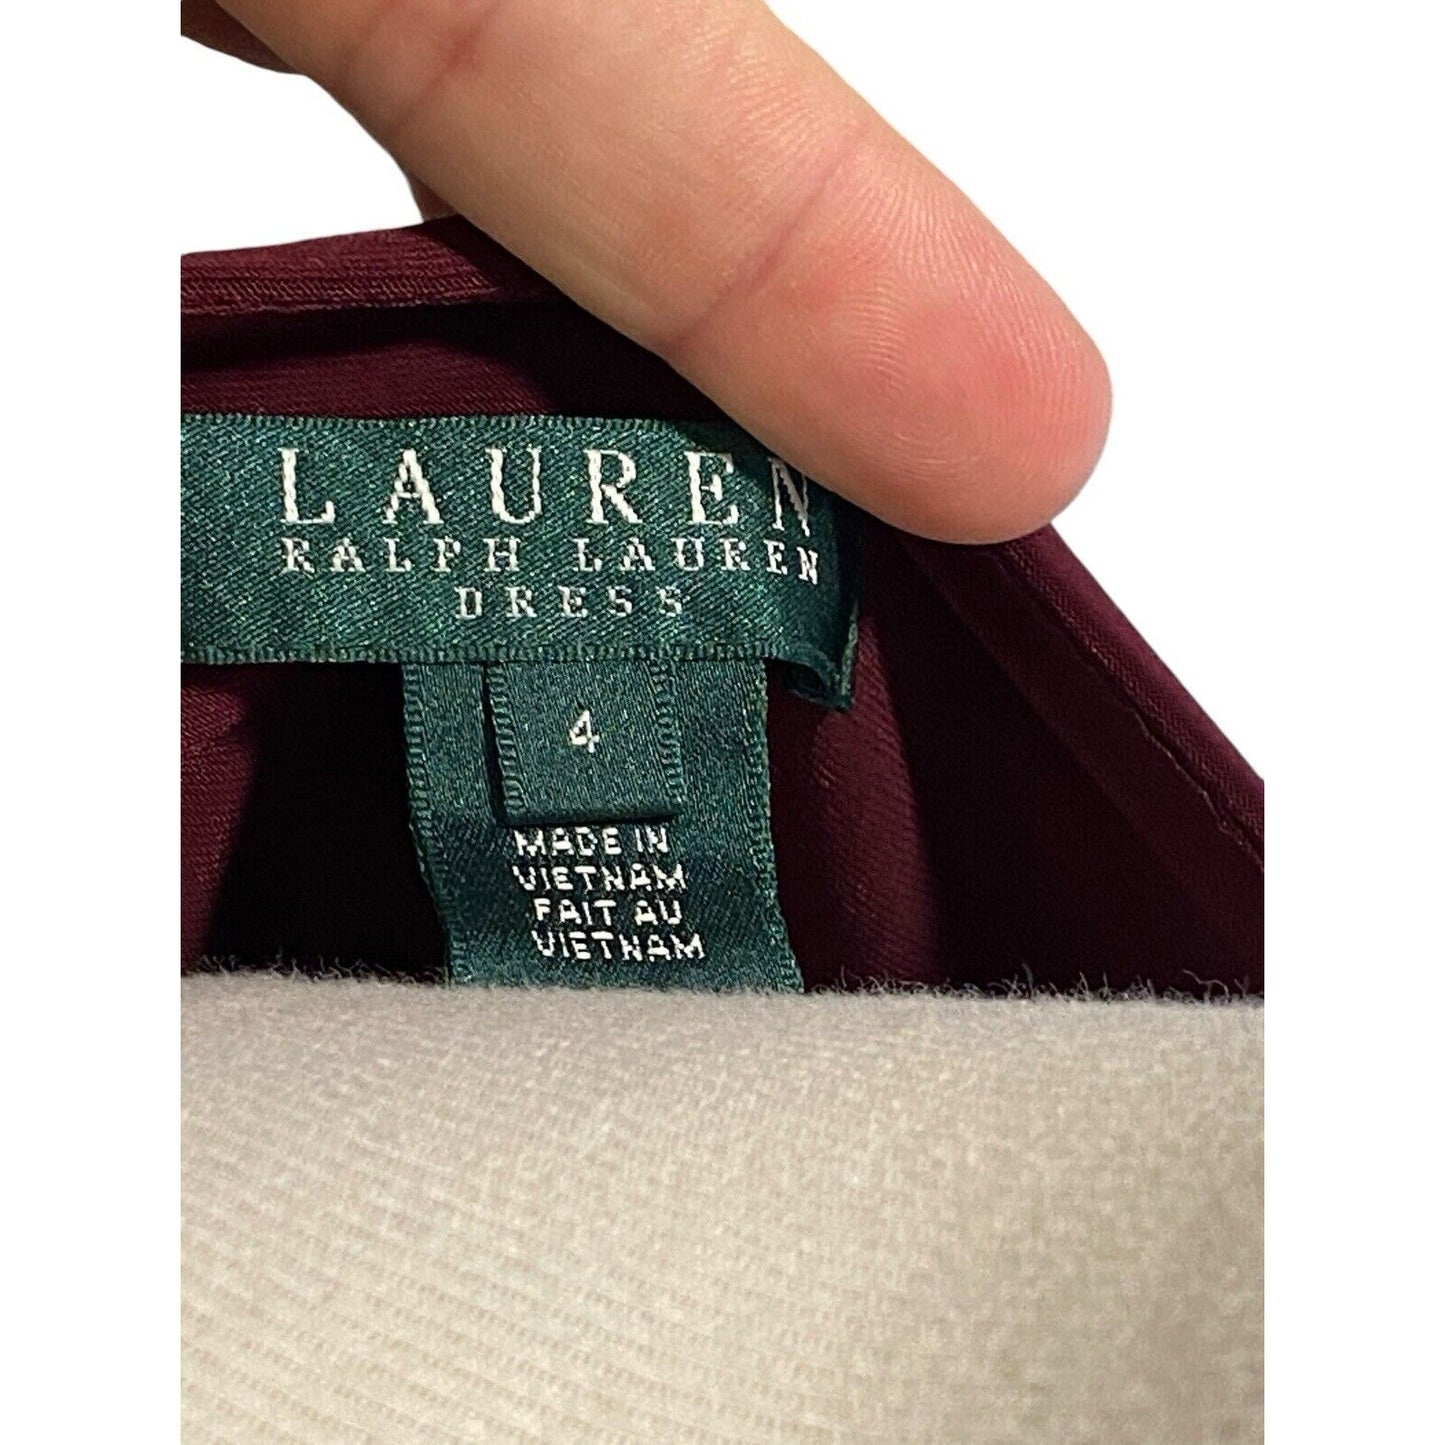 LAUREN
RALPH LAUREN
DRESS
4
MADE IN
VIETNAM
FAIT AU
VIETNAM